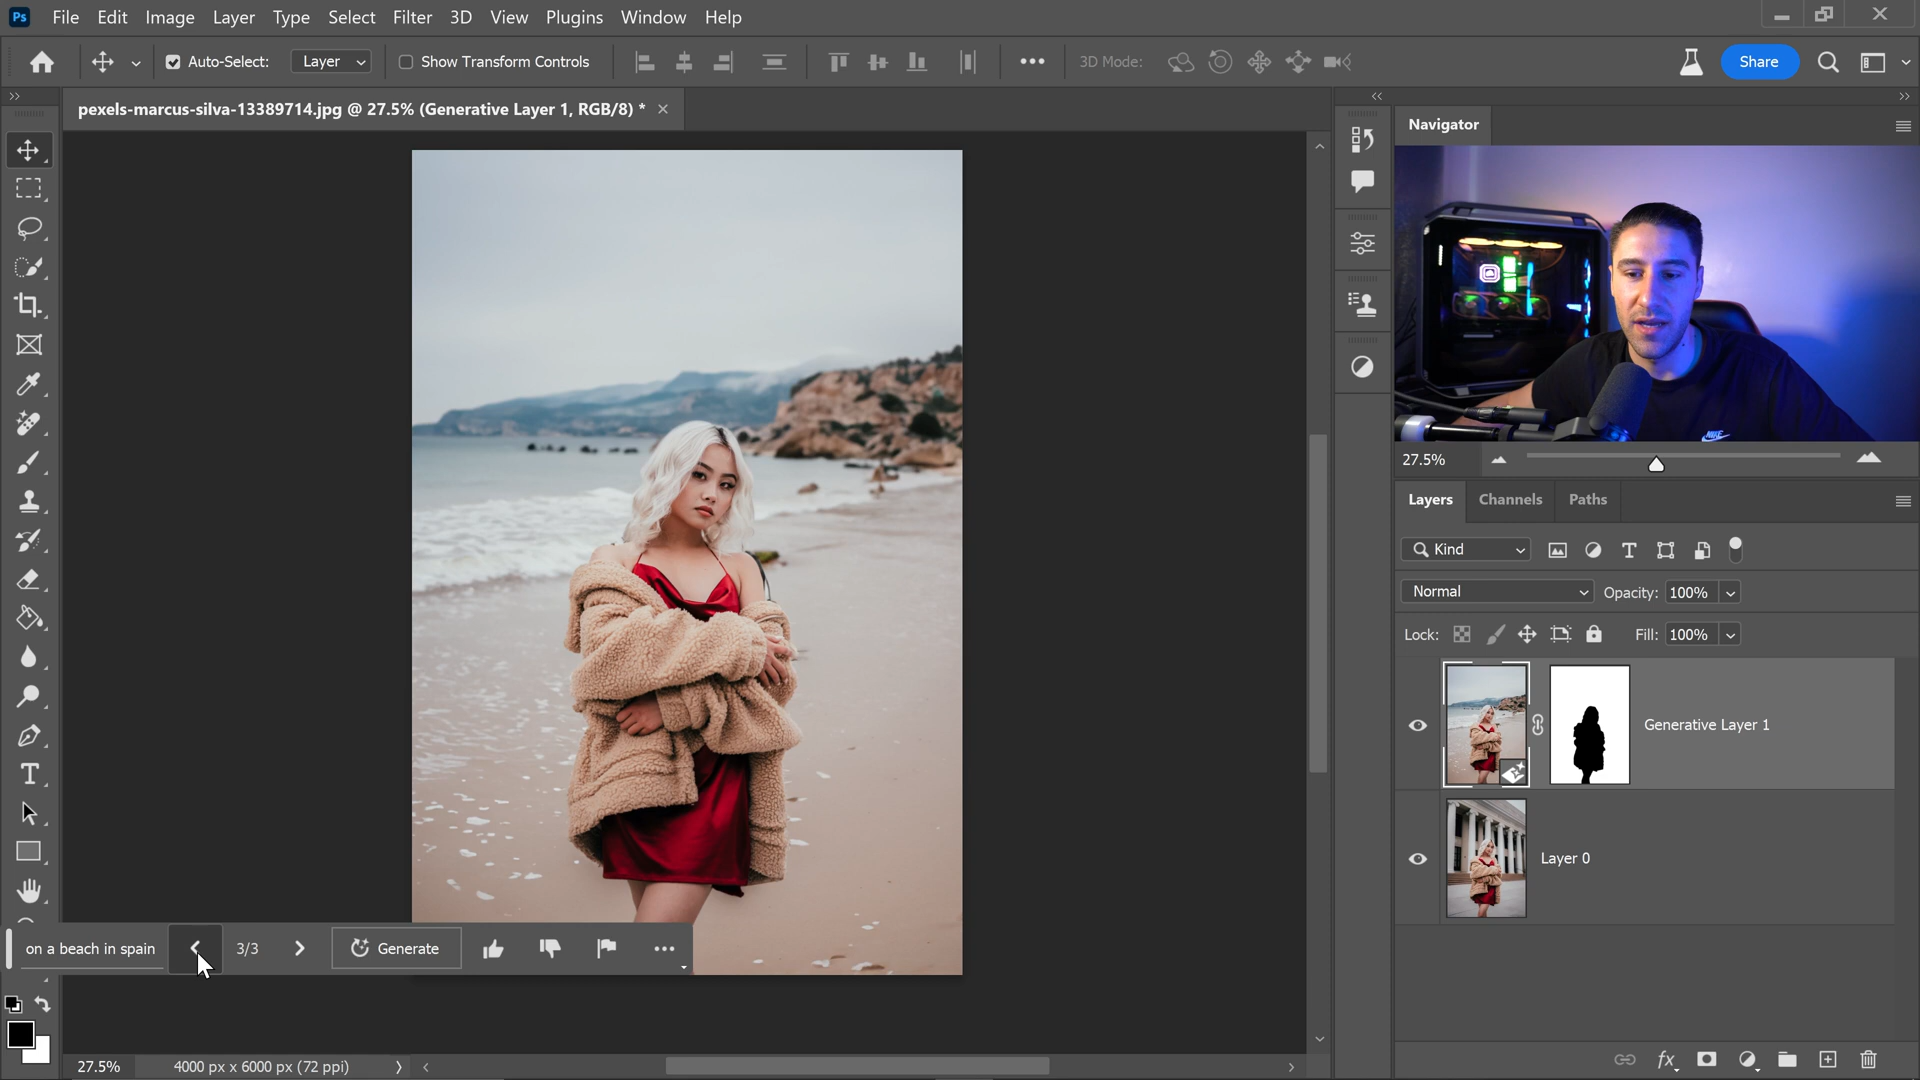 Ps File Edit Image Layer Type Select Filter 3D View Plugins Window Help
Auto-Select: Layer Show Transform Controls 3D Mode: Share
pexels-marcus-silva-13389714.jpg @ 27.5% (Generative Layer 1, RGB/8) *
Navigator
NIKE
27.5%
Layers Channels Paths
Kind
Normal Opacity: 100%
Lock: Fill: 100%
Generative Layer 1
Layer 0
on a beach in spain 3/3 Generate
27.5% 4000 px x 6000 px (72 ppi)
fx